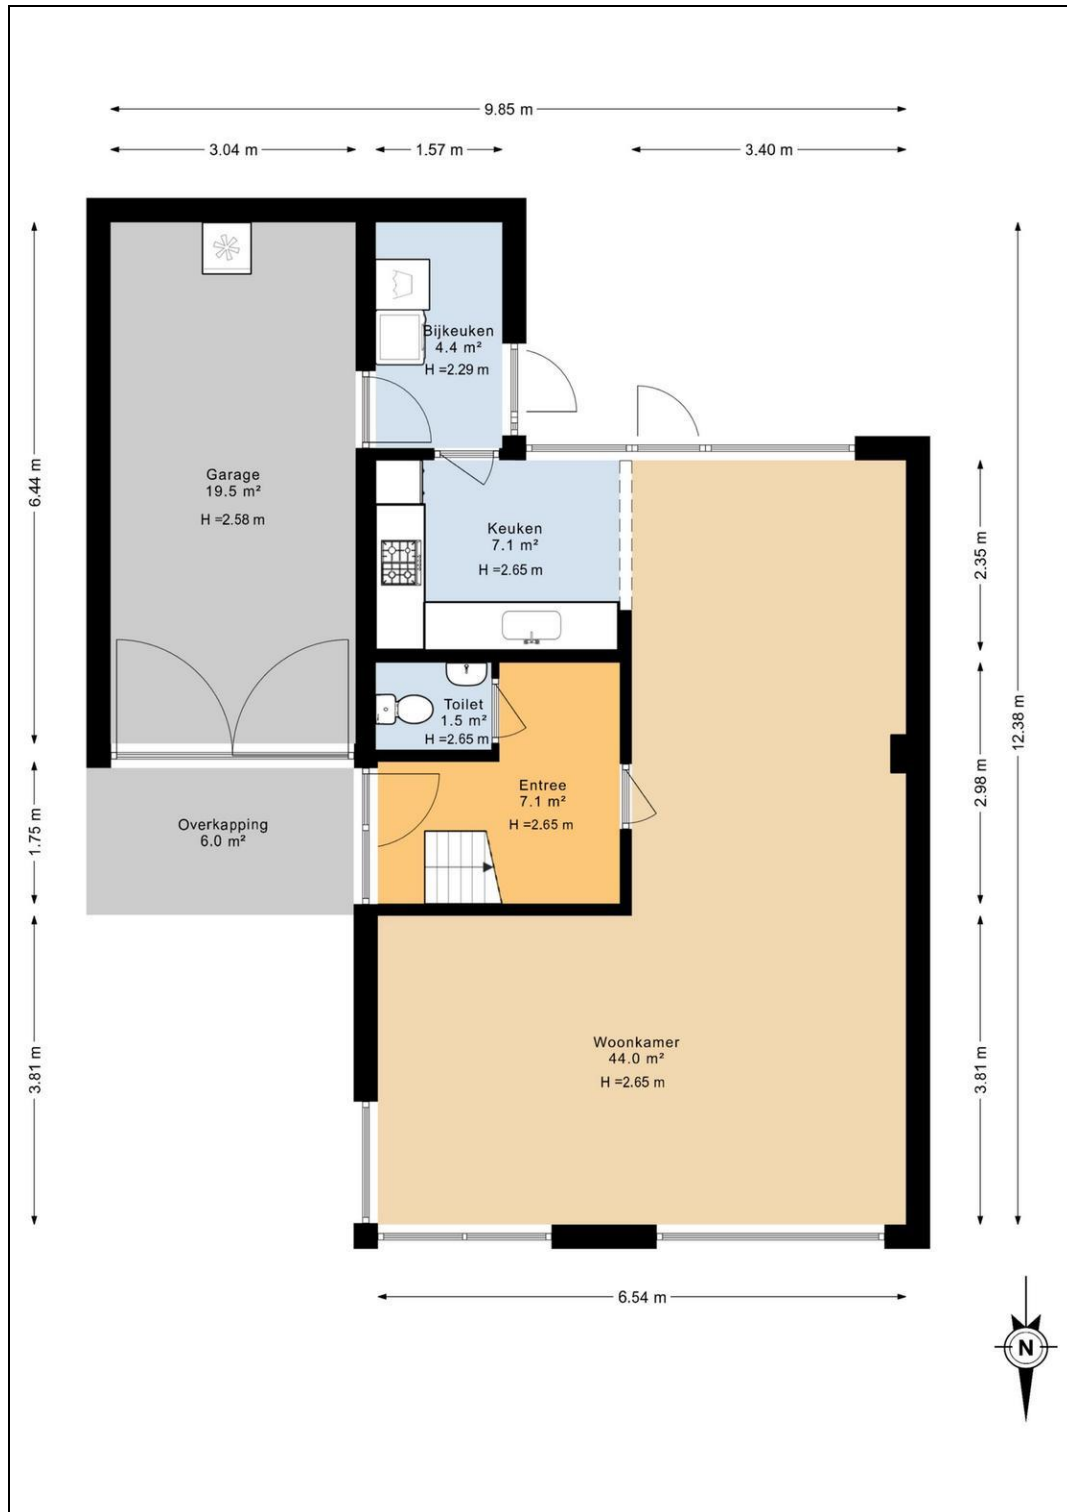 9.85 m
3.04 m
1.57 m
3.40 m
Bijkeuken
4.4 m²
H =2.29 m
Garage
19.5 m²
H =2.58 m
6.44 m
Keuken
7.1 m²
H =2.65 m
2.35 m
Toilet
1.5 m²
H =2.65 m
12.38 m
Entree
7.1 m²
H =2.65 m
2.98 m
Overkapping
6.0 m²
1.75 m
Woonkamer
44.0 m²
H =2.65 m
3.81 m
3.81 m
6.54 m
N